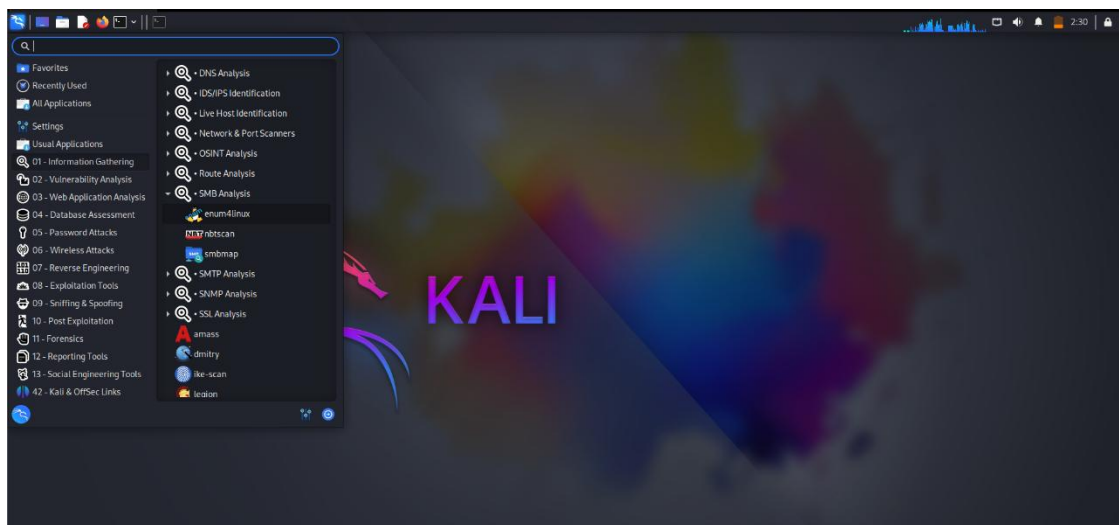 2:30
Favorites
Recently Used
All Applications
Settings
Usual Applications
01 - Information Gathering
02 - Vulnerability Analysis
03 - Web Application Analysis
04 - Database Assessment
05 - Password Attacks
06 - Wireless Attacks
07 - Reverse Engineering
08 - Exploitation Tools
09 - Sniffing & Spoofing
10 - Post Exploitation
11 - Forensics
12 - Reporting Tools
13 - Social Engineering Tools
42 - Kali & OffSec Links
• DNS Analysis
• IDS/IPS Identification
• Live Host Identification
• Network & Port Scanners
• OSINT Analysis
• Route Analysis
• SMB Analysis
enum4linux
nbtscan
smbmap
• SMTP Analysis
• SNMP Analysis
• SSL Analysis
amass
dmitry
ike-scan
legion
KALI